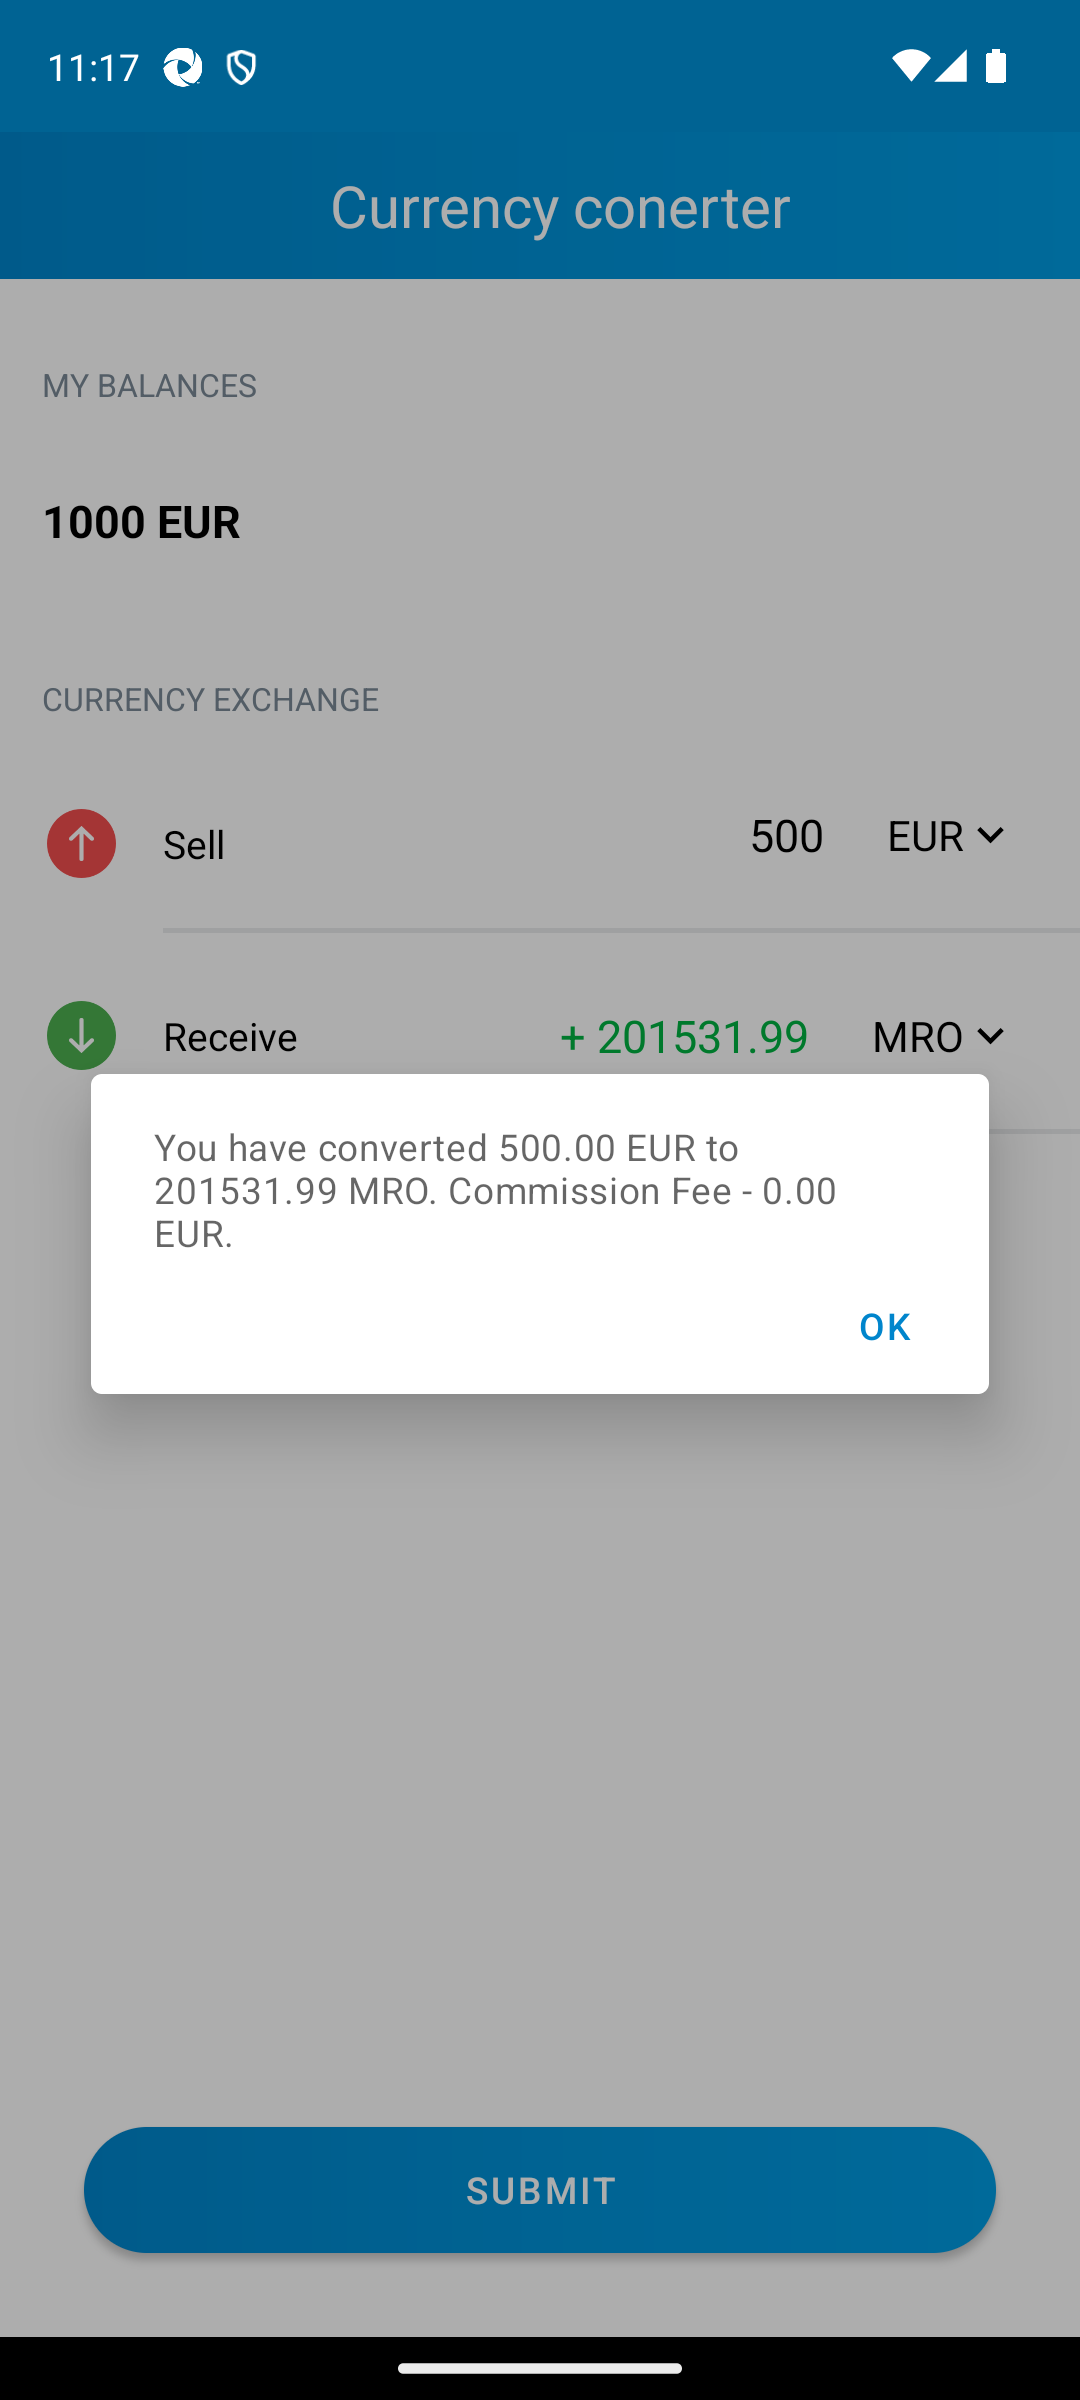 11:17
Currency conerter
MY BALANCES
1000 EUR
CURRENCY EXCHANGE
Sell 500 EUR
Receive + 201531.99 MRO
You have converted 500.00 EUR to
201531.99 MRO. Commission Fee - 0.00
EUR.
OK
SUBMIT